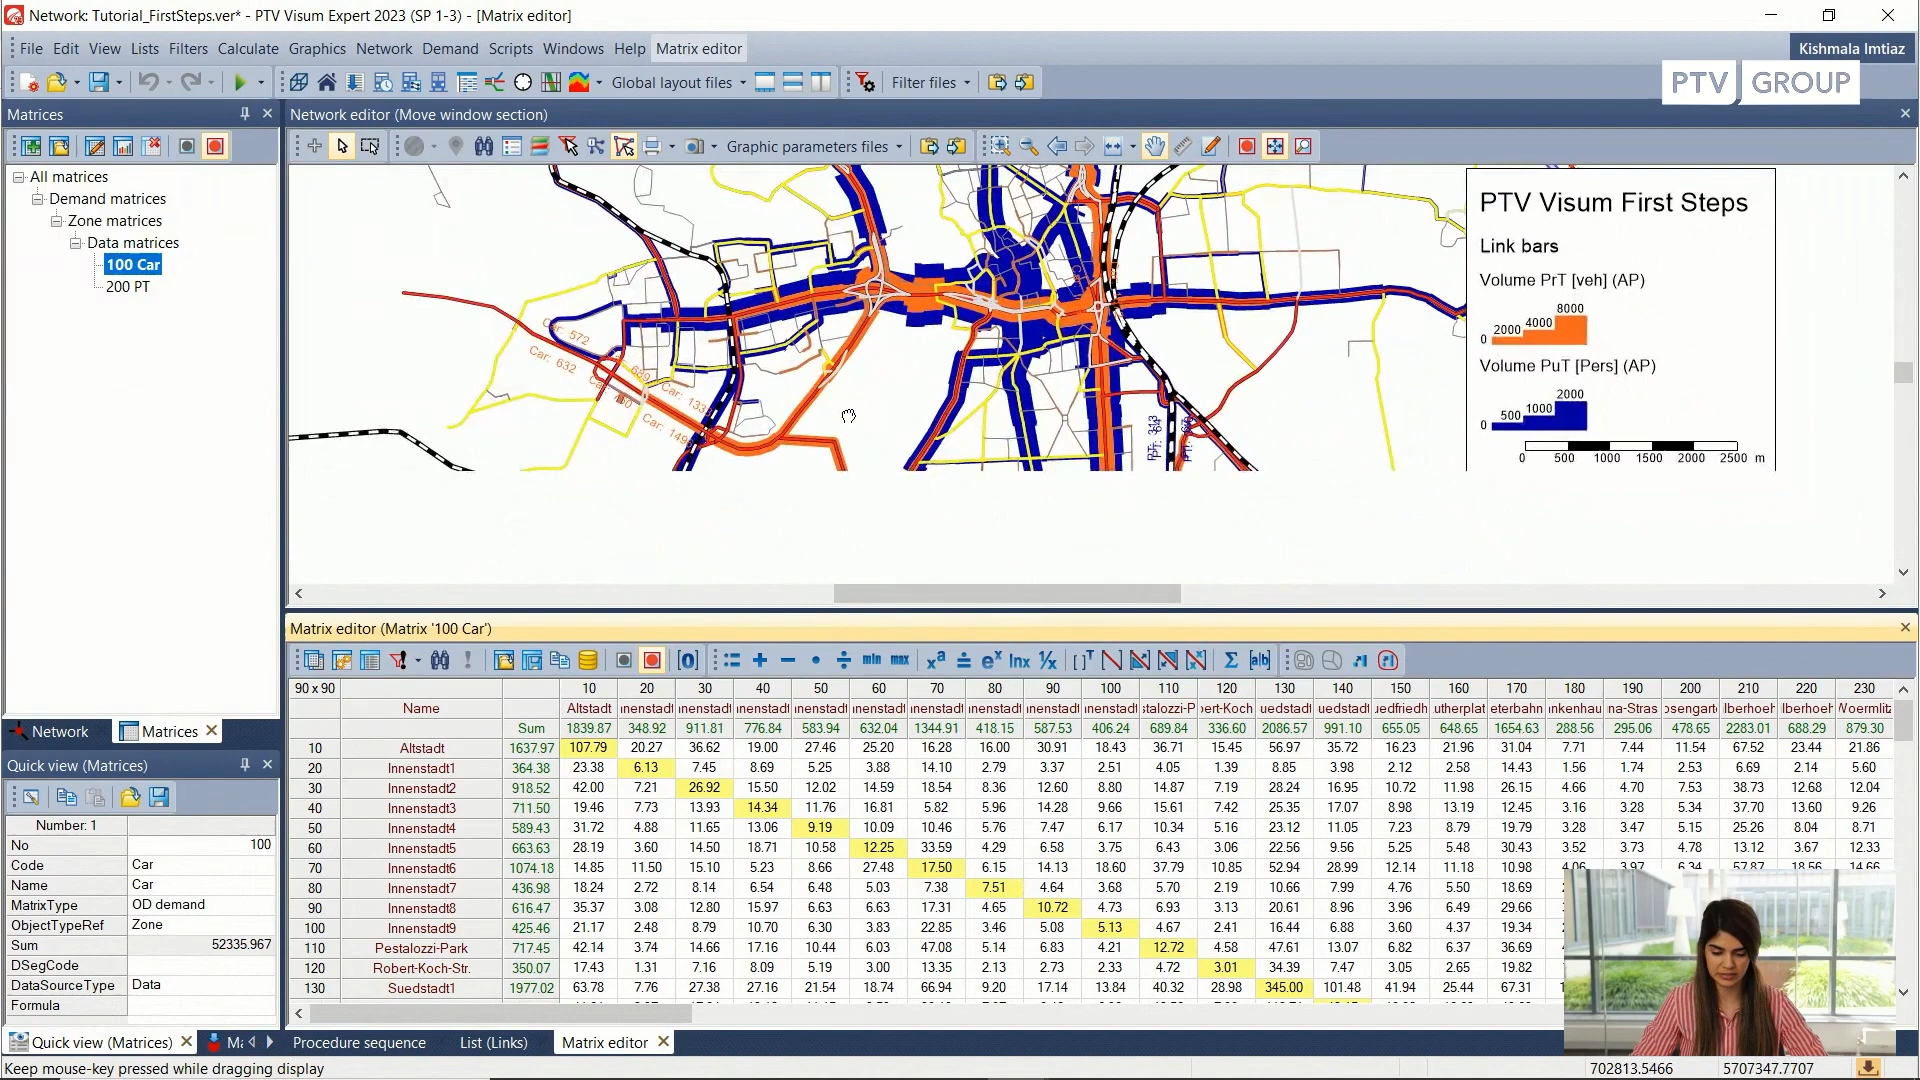 Network: Tutorial_FirstSteps.ver* - PTV Visum Expert 2023 (SP 1-3) - [Matrix editor]
File Edit View Lists Filters Calculate Graphics Network Demand Scripts Windows Help Matrix editor Kishmala Imtiaz
Global layout files Filter files
PTV GROUP
Matrices
Network editor (Move window section)
Graphic parameters files
All matrices
Demand matrices
Zone matrices
Data matrices
100 Car
200 PT
Car: 572
Car: 632
PTV Visum First Steps
Link bars
Volume PrT [veh] (AP)
0 2000 4000 8000
Volume PuT [Pers] (AP)
0 500 1000 2000
0 500 1000 1500 2000 2500 m
Matrix editor (Matrix '100 Car')
min max
90 x 90 10 20 30 40 50 60 70 80 90 100 110 120 130 140 150 160 170 180 190 200 210 220 230
Name Altstadt
Sum 1839.87 348.92 911.81 776.84 583.94 632.04 1344.91 418.15 587.53 406.24 689.84 336.60 2086.57 991.10 655.05 648.65 1654.63 288.56 295.06 478.65 2283.01 688.29 879.30
10 Altstadt 1637.97 107.79 20.27 36.62 19.00 27.46 25.20 16.28 16.00 30.91 18.43 36.71 15.45 56.97 35.72 16.23 21.96 31.04 7.71 7.44 11.54 67.52 23.44 21.86
20 Innenstadt1 364.38 23.38 6.13 7.45 8.69 5.25 3.88 14.10 2.79 3.37 2.51 4.05 1.39 8.85 3.98 2.12 2.58 14.43 1.56 1.74 2.53 6.69 2.14 5.60
30 Innenstadt2 918.52 42.00 7.21 26.92 15.50 12.02 14.59 18.54 8.36 12.60 8.80 14.87 7.19 28.24 16.95 10.72 11.98 26.15 4.66 4.70 7.53 38.73 12.68 12.04
40 Innenstadt3 711.50 19.46 7.73 13.93 14.34 11.76 16.81 5.82 5.96 14.28 9.66 15.61 7.42 25.35 17.07 8.98 13.19 12.45 3.16 3.28 5.34 37.70 13.60 9.26
50 Innenstadt4 589.43 31.72 4.88 11.65 13.06 9.19 10.09 10.46 5.76 7.47 6.17 10.34 5.16 23.12 11.05 7.23 8.79 19.79 3.28 3.47 5.15 25.26 8.04 8.71
60 Innenstadt5 663.63 28.19 3.60 14.50 18.71 10.58 12.25 33.59 4.29 6.58 3.75 6.43 3.06 22.56 9.56 5.25 5.48 30.43 3.52 3.73 4.78 13.12 3.67 12.33
70 Innenstadt6 1074.18 14.85 11.50 15.10 5.23 8.66 27.48 17.50 6.15 14.13 18.60 37.79 10.85 52.94 28.99 12.14 11.18 10.98 4.06 3.97 6.34 57.87 18.56 14.66
80 Innenstadt7 436.98 18.24 2.72 8.14 6.54 6.48 5.03 7.38 7.51 4.64 3.68 5.70 2.19 10.66 7.99 4.76 5.50 18.69
90 Innenstadt8 616.47 35.37 3.08 12.80 15.97 6.63 6.63 17.31 4.65 10.72 4.73 6.93 3.13 20.61 8.96 3.96 6.49 29.66
100 Innenstadt9 425.46 21.17 2.48 8.79 10.70 6.30 3.83 22.85 3.46 5.08 5.13 4.67 2.41 16.44 6.88 3.60 4.37 19.34
110 Pestalozzi-Park 717.45 42.14 3.74 14.66 17.16 10.44 6.03 47.08 5.14 6.83 4.21 12.72 4.58 47.61 13.07 6.82 6.37 36.69
120 Robert-Koch-Str. 350.07 17.43 1.31 7.16 8.09 5.19 3.00 13.35 2.13 2.73 2.33 4.72 3.01 34.39 7.47 3.05 2.65 19.82
130 Suedstadt1 1977.02 63.78 7.76 27.38 27.16 21.54 18.74 66.94 9.20 17.14 13.84 40.32 28.98 345.00 101.48 41.94 25.44 67.31
Network Matrices
Quick view (Matrices)
Number: 1
No 100
Code Car
Name Car
MatrixType OD demand
ObjectTypeRef Zone
Sum 52335.967
DSegCode
DataSourceType Data
Formula
Quick view (Matrices) Procedure sequence List (Links) Matrix editor
Keep mouse-key pressed while dragging display 702813.5466 5707347.7707